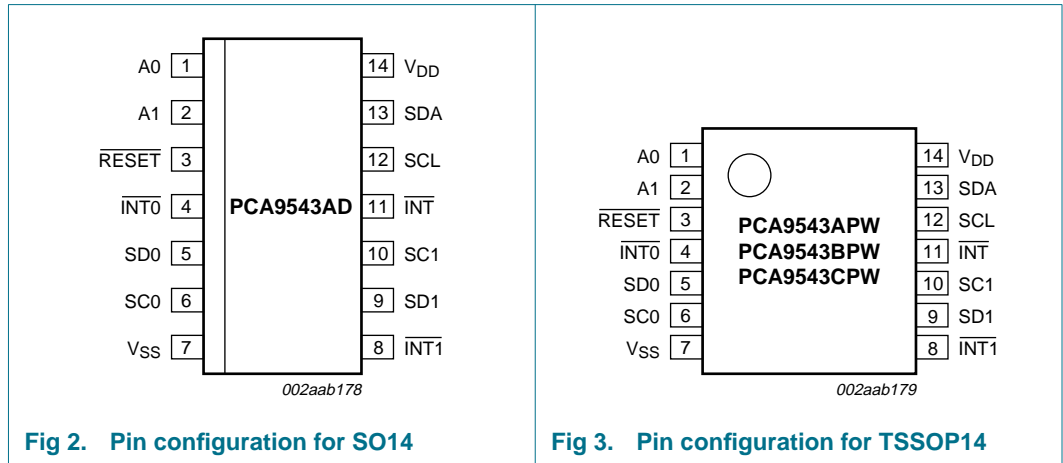 A0 1 14 VDD
A1 2 13 SDA
RESET 3 12 SCL
INT0 4 PCA9543AD 11 INT
SD0 5 10 SC1
SC0 6 9 SD1
VSS 7 8 INT1
002aab178
Fig 2. Pin configuration for SO14
A0 1 14 VDD
A1 2 13 SDA
RESET 3 12 SCL
PCA9543APW
INT0 4 11 INT
PCA9543BPW
SD0 5 10 SC1
PCA9543CPW
SC0 6 9 SD1
VSS 7 8 INT1
002aab179
Fig 3. Pin configuration for TSSOP14